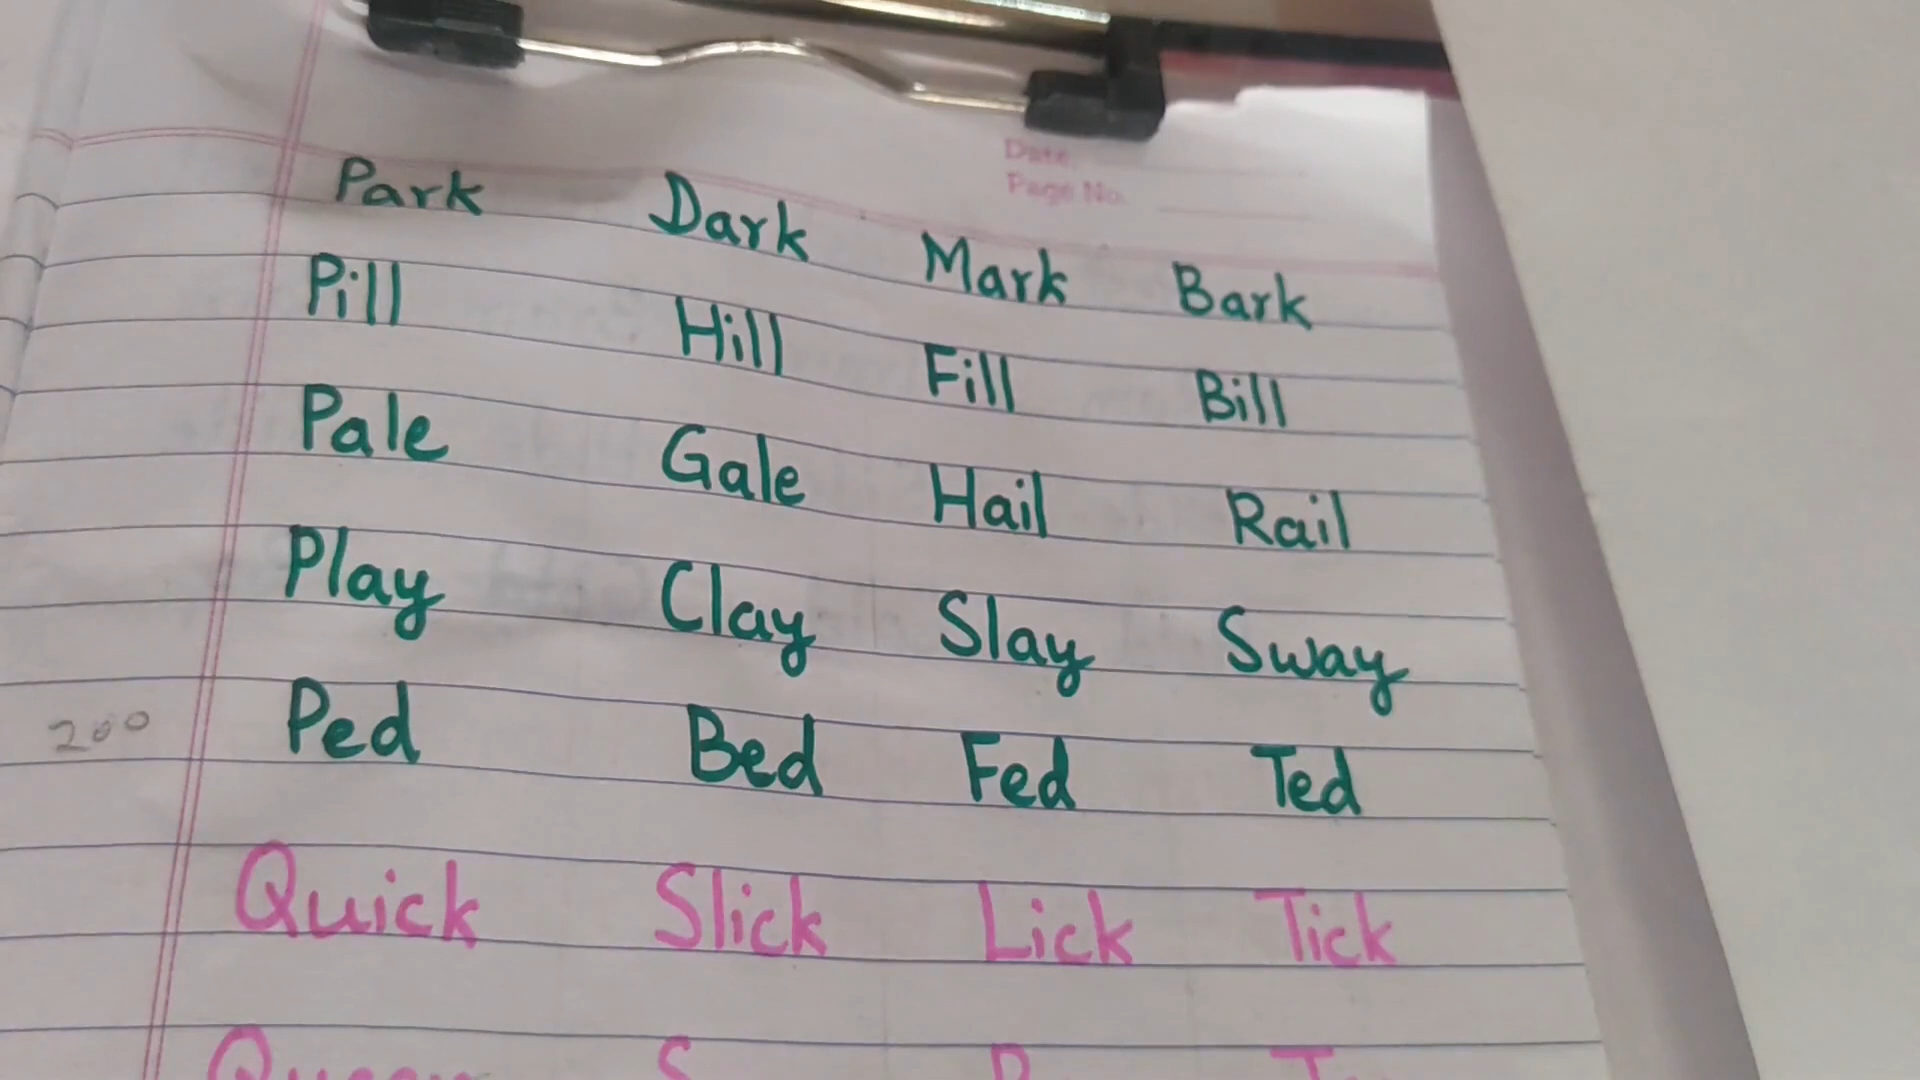 Date.
Page No.
Park Dark Mark Bark
Pill Hill Fill Bill
Pale Gale Hail Rail
Play Clay Slay Sway
200
Ped Bed Fed Ted
Quick Slick Lick Tick